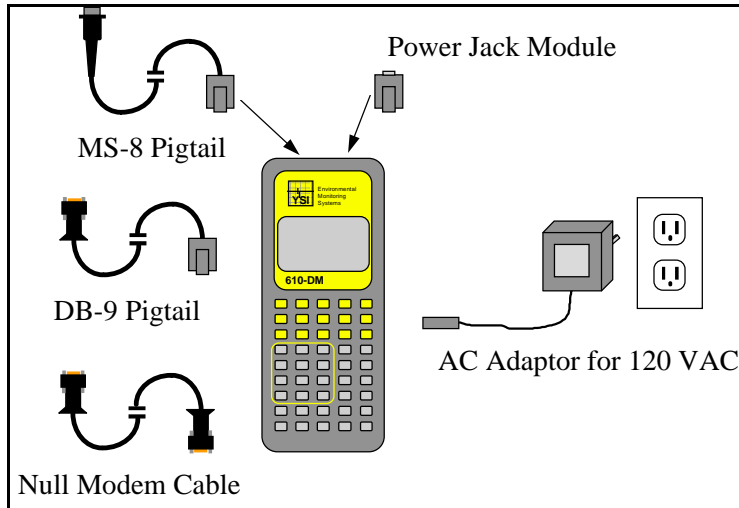 Power Jack Module
MS-8 Pigtail
YSI
Environmental
Monitoring
Systems
610-DM
DB-9 Pigtail
AC Adaptor for 120 VAC
Null Modem Cable